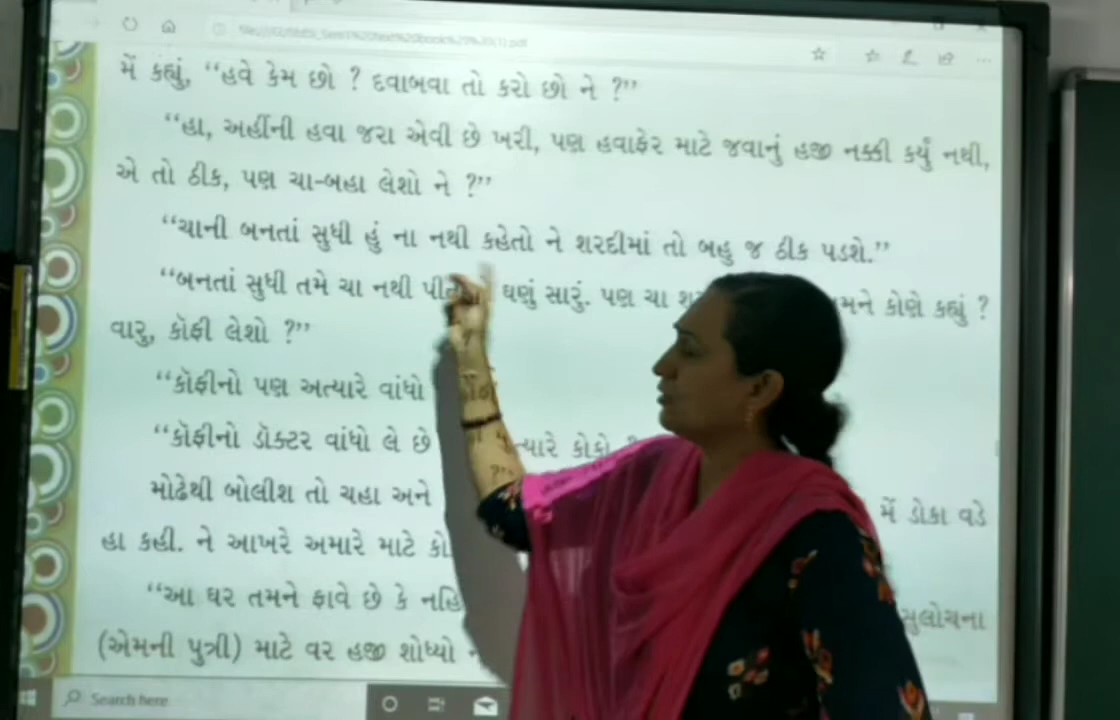 મેં કહ્યું, “હવે કેમ છો ? દવાબવા તો કરો છો ને ?”
“હા, અહીંની હવા જરા એવી છે ખરી, પણ હવાફેર માટે જવાનું હજી નક્કી કર્યું નથી,
એ તો ઠીક, પણ ચા-બહા લેશો ને ?”
“ચાની બનતાં સુધી હું ના નથી કહેતો ને શરદીમાં તો બહુ જ ઠીક પડશે.”
“બનતાં સુધી તમે ચા નથી ઘણું સારું. પણ ચા કોણે કહ્યું ?
વારુ, કૉફી લેશો ?”
“કૉફીનો પણ અત્યારે વાંધો
“કૉફીનો ડૉક્ટર વાંધો લે છે કોકો
મોઢેથી બોલીશ તો ચહા અને મેં ડોકા વડે
હા કહી. ને આખરે અમારે માટે
“આ ઘર તમને ફાવે છે કે સુલોચના
(એમની પુત્રી) માટે વર હજી શોધ્યો
Search here